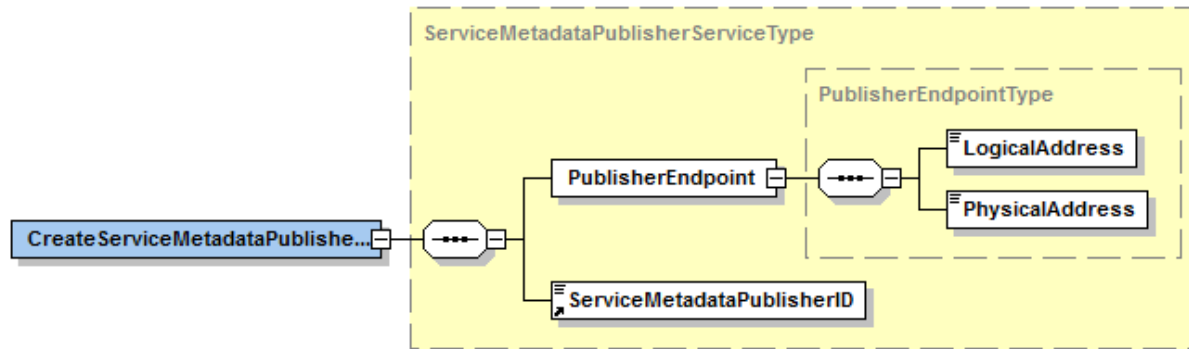 ServiceMetadataPublisherServiceType
PublisherEndpointType
LogicalAddress
PublisherEndpoint
PhysicalAddress
CreateServiceMetadataPublishe...
ServiceMetadataPublisherID